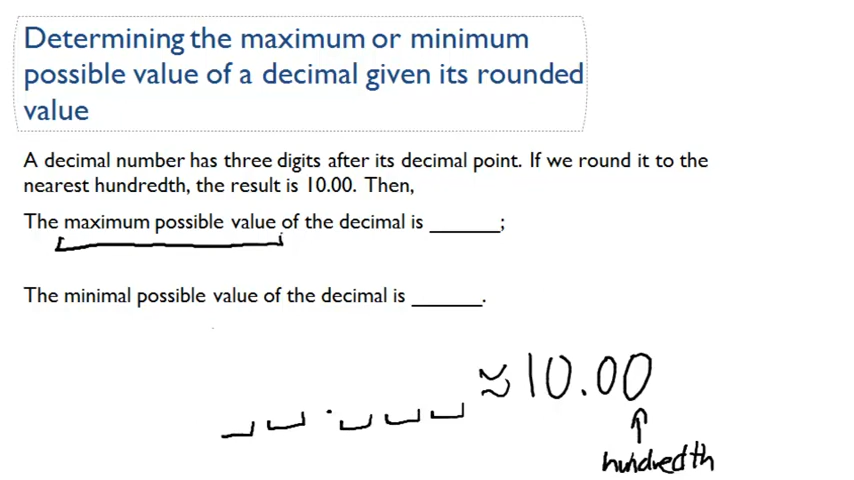 Determining the maximum or minimum
possible value of a decimal given its rounded
value
A decimal number has three digits after its decimal point. If we round it to the
nearest hundredth, the result is 10.00. Then,
The maximum possible value of the decimal is ______;
The minimal possible value of the decimal is ______.
_ _ . _ _ _ ≈ 10.00
hundredth